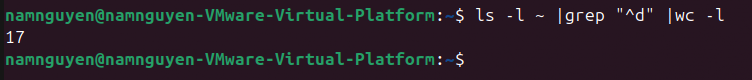 namnguyen@namnguyen-VMware-Virtual-Platform:~$ ls -l ~ |grep "^d" |wc -l
17
namnguyen@namnguyen-VMware-Virtual-Platform:~$